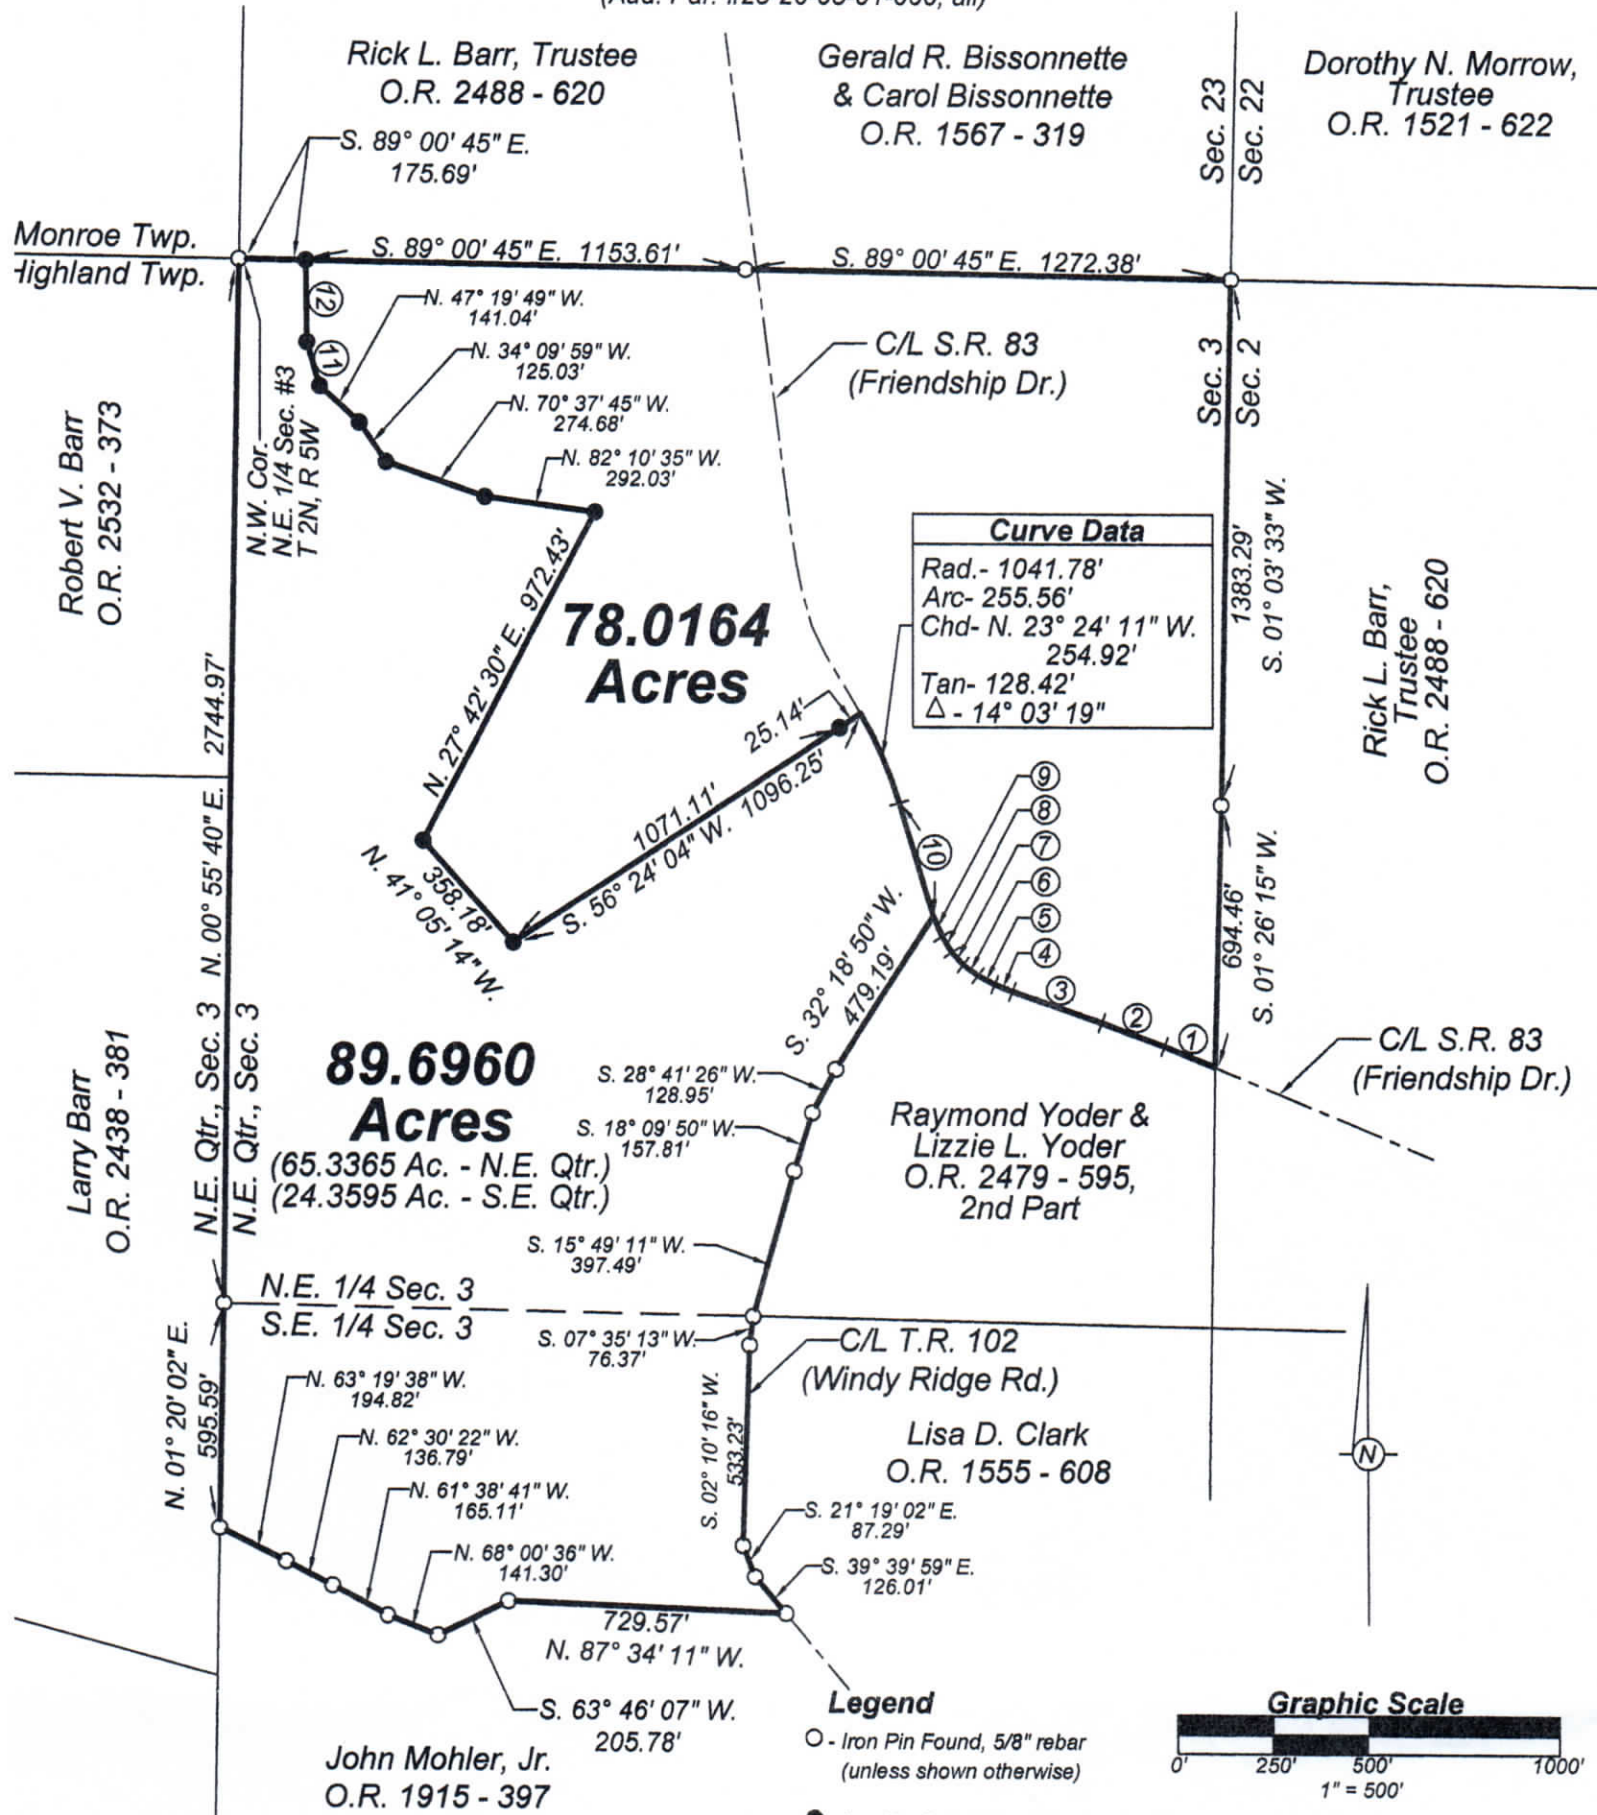 Rick L. Barr, Trustee
O.R. 2488 - 620
Gerald R. Bissonnette
& Carol Bissonnette
O.R. 1567 - 319
Sec. 23
Sec. 22
Dorothy N. Morrow,
Trustee
O.R. 1521 - 622
S. 89° 00' 45" E.
175.69'
Monroe Twp.
Highland Twp.
S. 89° 00' 45" E. 1153.61'
S. 89° 00' 45" E. 1272.38'
12
11
N. 47° 19' 49" W.
141.04'
N. 34° 09' 59" W.
125.03'
N. 70° 37' 45" W.
274.68'
N. 82° 10' 35" W.
292.03'
C/L S.R. 83
(Friendship Dr.)
Sec. 3
Sec. 2
Robert V. Barr
O.R. 2532 - 373
N.W. Cor.
N.E. 1/4 Sec. #3
T 2N, R 5W
N. 27° 42' 30" E. 972.43'
78.0164
Acres
Curve Data
Rad.- 1041.78'
Arc- 255.56'
Chd- N. 23° 24' 11" W.
254.92'
Tan- 128.42'
Δ - 14° 03' 19"
1383.29'
S. 01° 03' 33" W.
Rick L. Barr,
Trustee
O.R. 2488 - 620
N. 00° 55' 40" E. 2744.97'
25.14'
1071.11'
S. 56° 24' 04" W. 1096.25'
358.18'
N. 41° 05' 14" W.
9
8
7
6
5
4
3
2
1
10
694.46'
S. 01° 26' 15" W.
S. 32° 18' 50" W.
479.19'
C/L S.R. 83
(Friendship Dr.)
Larry Barr
O.R. 2438 - 381
N.E. Qtr., Sec. 3
N.E. Qtr., Sec. 3
89.6960
Acres
(65.3365 Ac. - N.E. Qtr.)
(24.3595 Ac. - S.E. Qtr.)
S. 28° 41' 26" W.
128.95'
S. 18° 09' 50" W.
157.81'
S. 15° 49' 11" W.
397.49'
Raymond Yoder &
Lizzie L. Yoder
O.R. 2479 - 595,
2nd Part
N.E. 1/4 Sec. 3
S.E. 1/4 Sec. 3
S. 07° 35' 13" W.
76.37'
C/L T.R. 102
(Windy Ridge Rd.)
N. 01° 20' 02" E.
595.59'
N. 63° 19' 38" W.
194.82'
N. 62° 30' 22" W.
136.79'
N. 61° 38' 41" W.
165.11'
N. 68° 00' 36" W.
141.30'
S. 02° 10' 16" W.
533.23'
Lisa D. Clark
O.R. 1555 - 608
N
S. 21° 19' 02" E.
87.29'
S. 39° 39' 59" E.
126.01'
729.57'
N. 87° 34' 11" W.
S. 63° 46' 07" W.
205.78'
John Mohler, Jr.
O.R. 1915 - 397
Legend
- Iron Pin Found, 5/8" rebar
(unless shown otherwise)
Graphic Scale
0' 250' 500' 1000'
1" = 500'